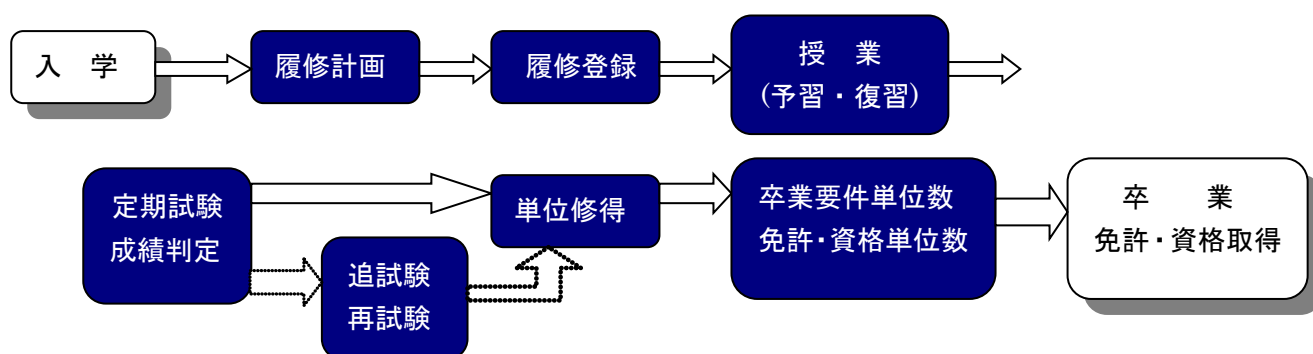 入　学
履修計画
履修登録
授　業
(予習・復習)
定期試験
成績判定
追試験
再試験
単位修得
卒業要件単位数
免許・資格単位数
卒　　業
免許・資格取得